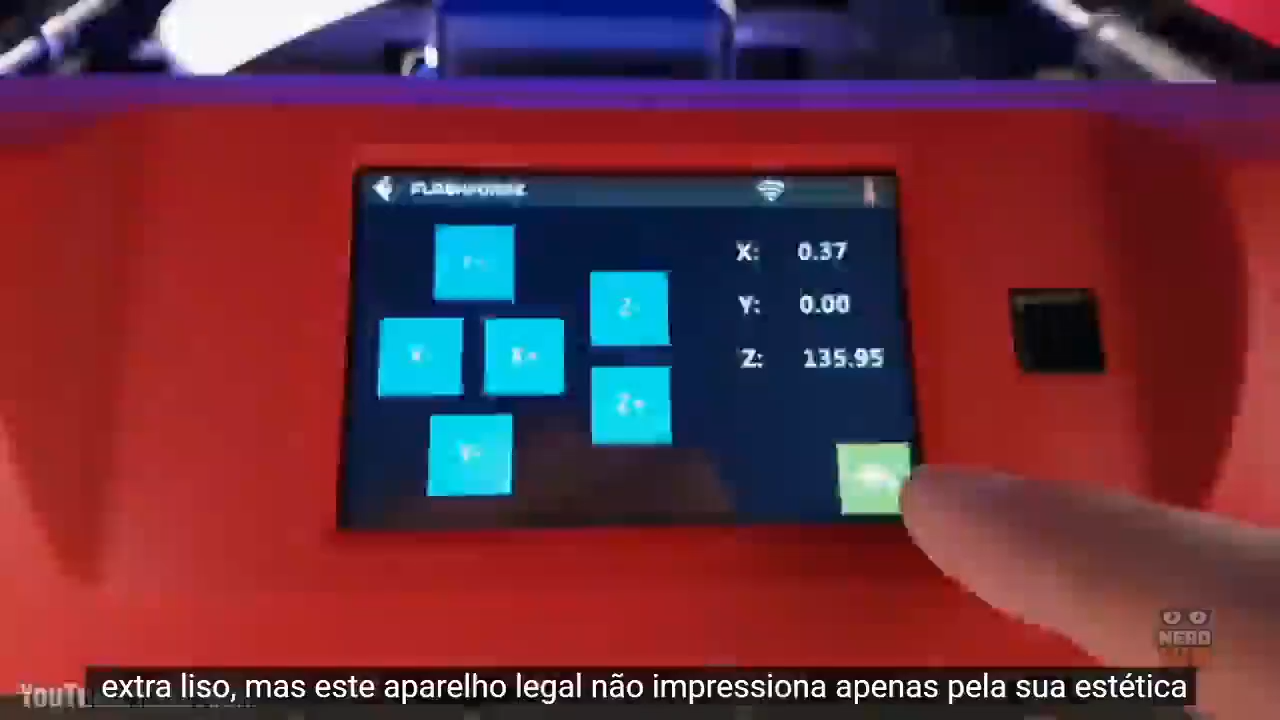 FLASHFORGE
X: 0.37
Y: 0.00
Z: 135.95
Z-
X+
Z+
NERD
extra liso, mas este aparelho legal não impressiona apenas pela sua estética